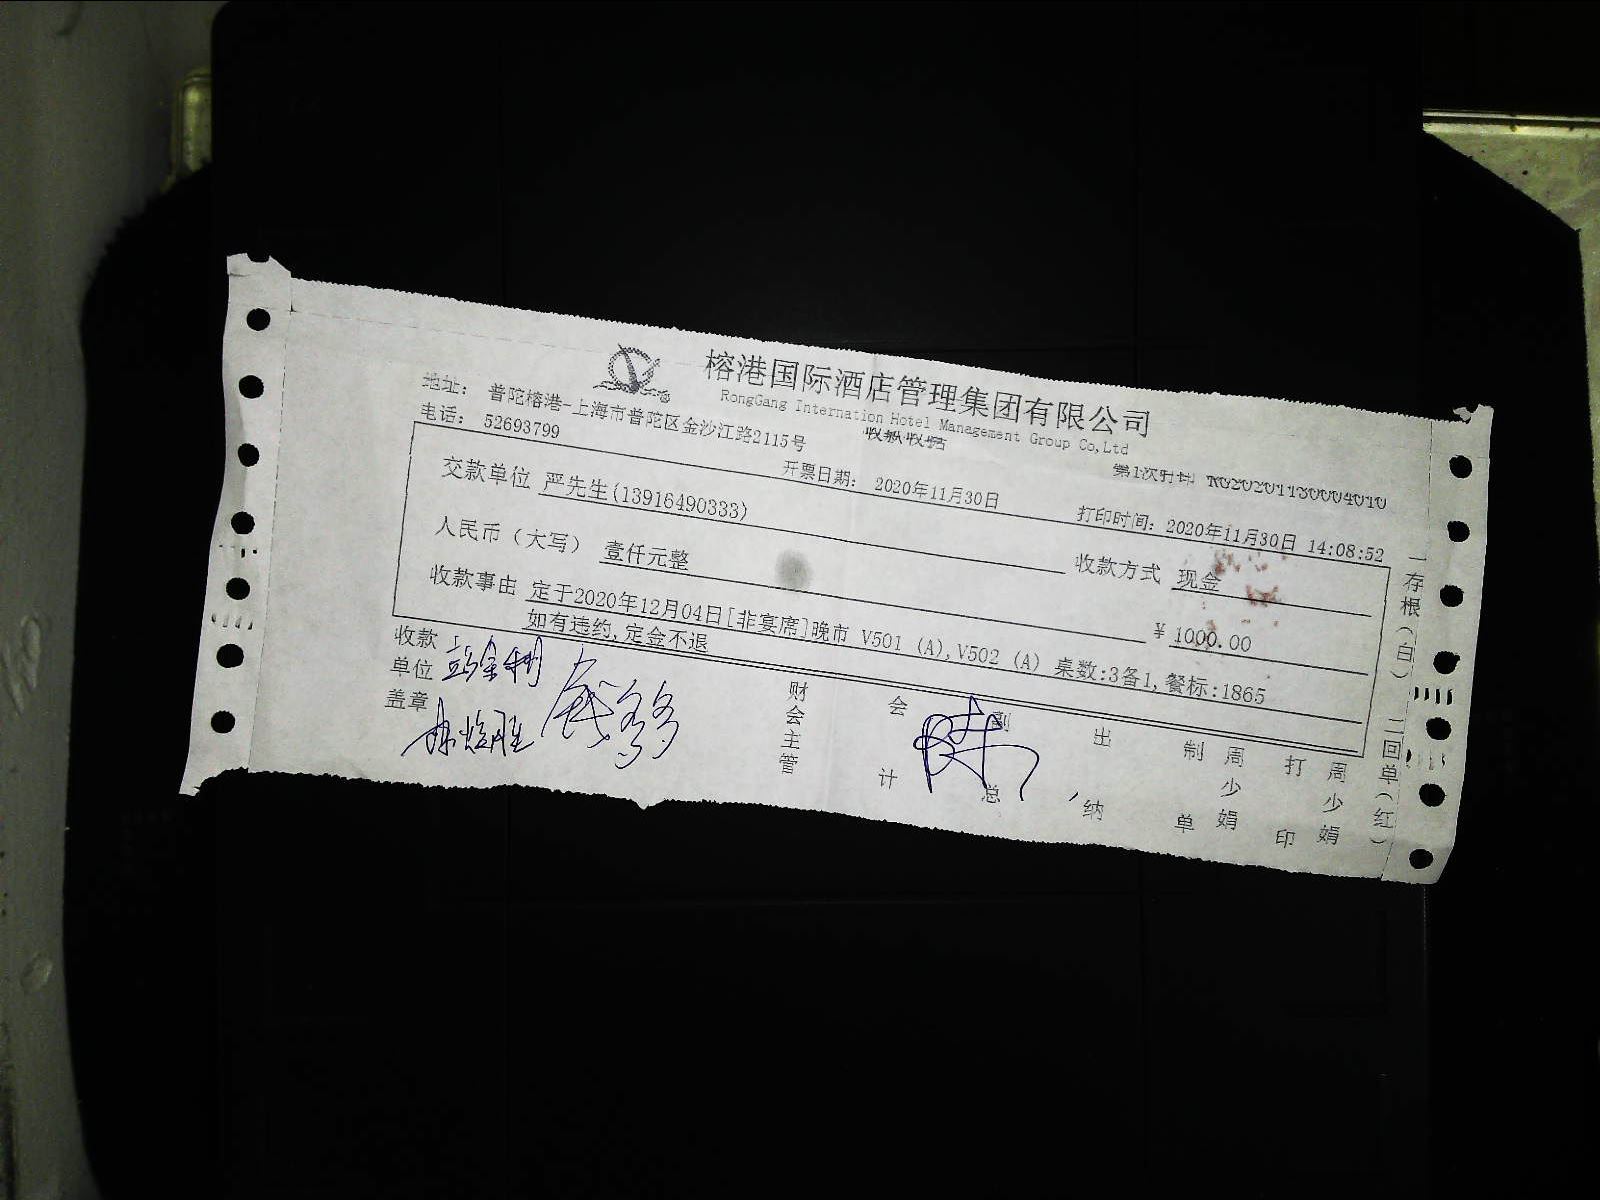 榕港国际酒店管理集团有限公司
RongGang Internation Hotel Management Group Co,Ltd
地址： 普陀榕港-上海市普陀区金沙江路2115号
收款收据
第1次打印 RG20201130004010
电话： 52693799
开票日期： 2020年11月30日
打印时间：2020年11月30日 14:08:52
交款单位 严先生(13916490333)
收款方式 现金
人民币（大写） 壹仟元整
￥ 1000.00
收款事由 定于2020年12月04日[非宴席]晚市 V501 (A),V502 (A) 桌数:3备1,餐标:1865
如有违约,定金不退
收款单位盖章
财会主管
会计
副总
出纳
制单 周少娟
打印 周少娟
一存根（白） 二回单（红）